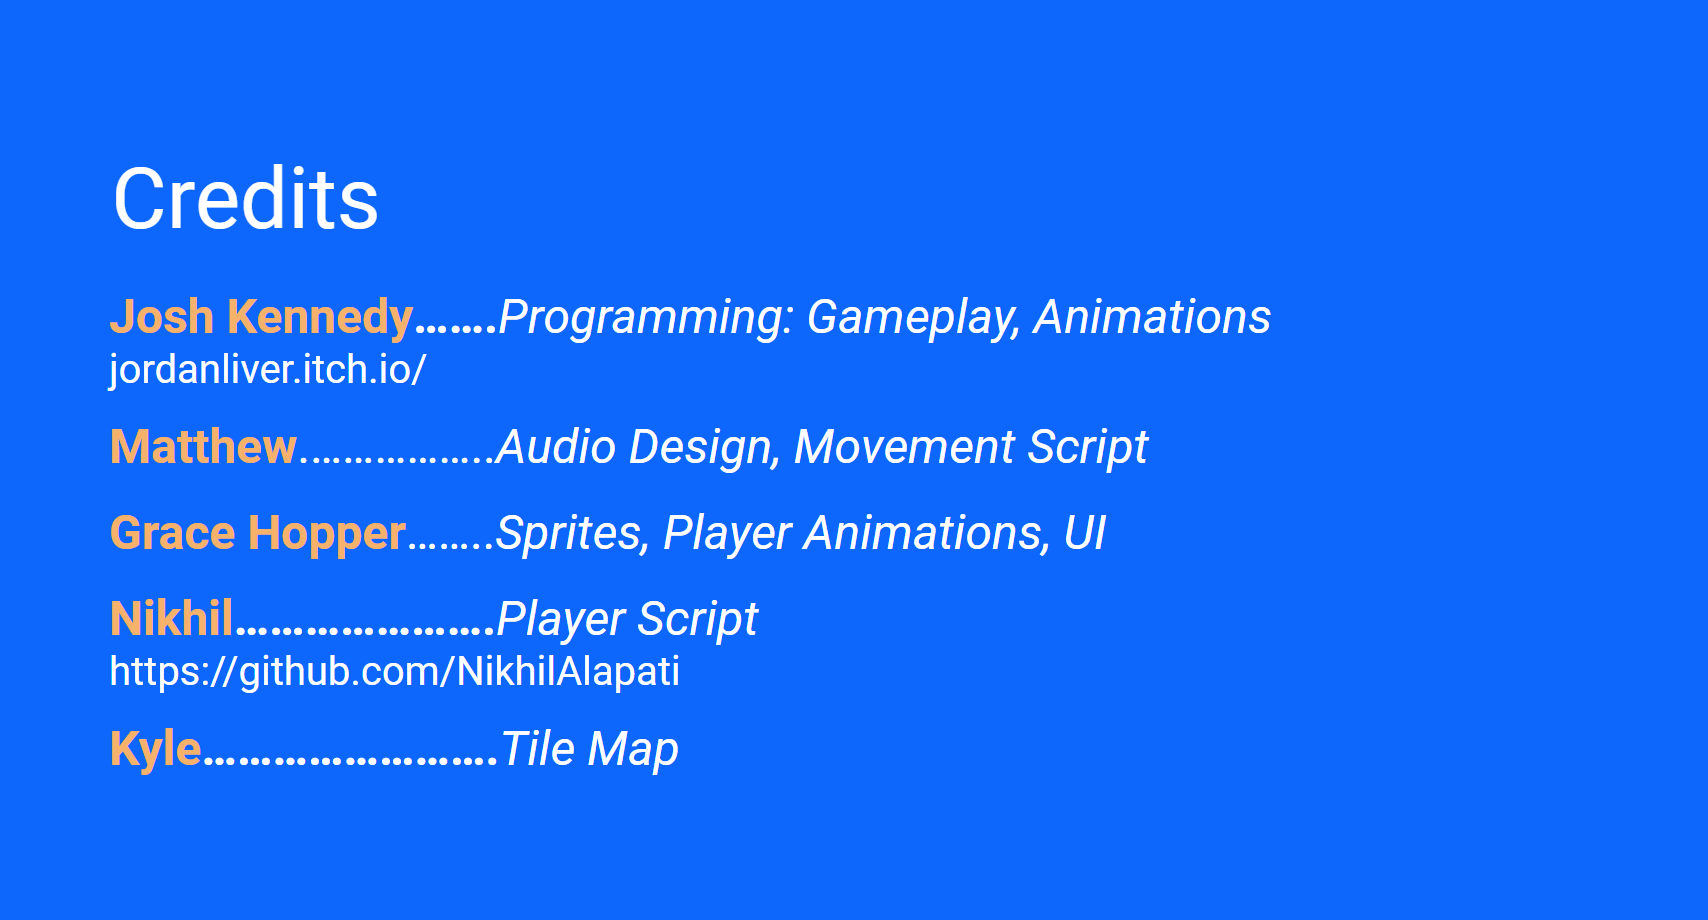 Credits
Josh Kennedy…….Programming: Gameplay, Animations
jordanliver.itch.io/
Matthew.……………..Audio Design, Movement Script
Grace Hopper……..Sprites, Player Animations, UI
Nikhil………………….Player Script
https://github.com/NikhilAlapati
Kyle…………………….Tile Map